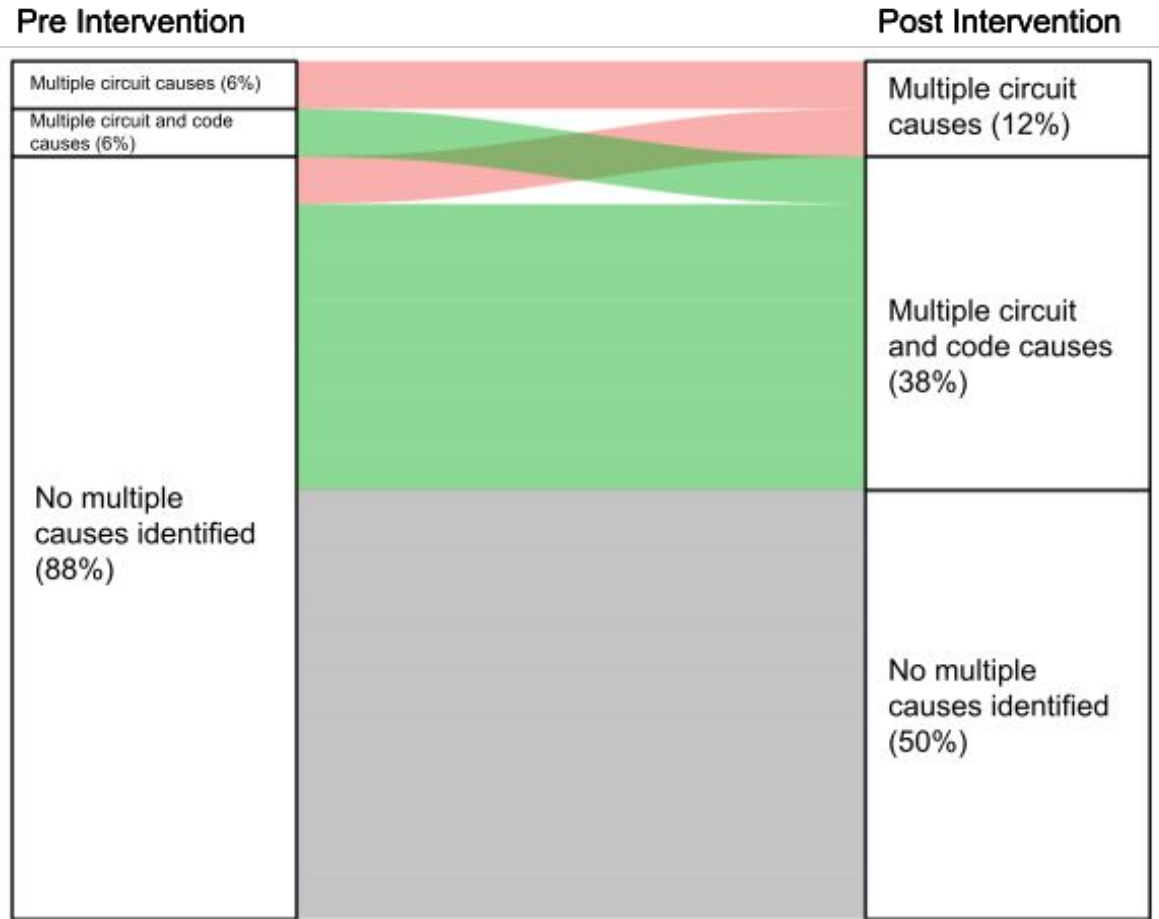 Pre Intervention
Post Intervention
Multiple circuit causes (6%)
Multiple circuit and code
causes (6%)
No multiple
causes identified
(88%)
Multiple circuit
causes (12%)
Multiple circuit
and code causes
(38%)
No multiple
causes identified
(50%)